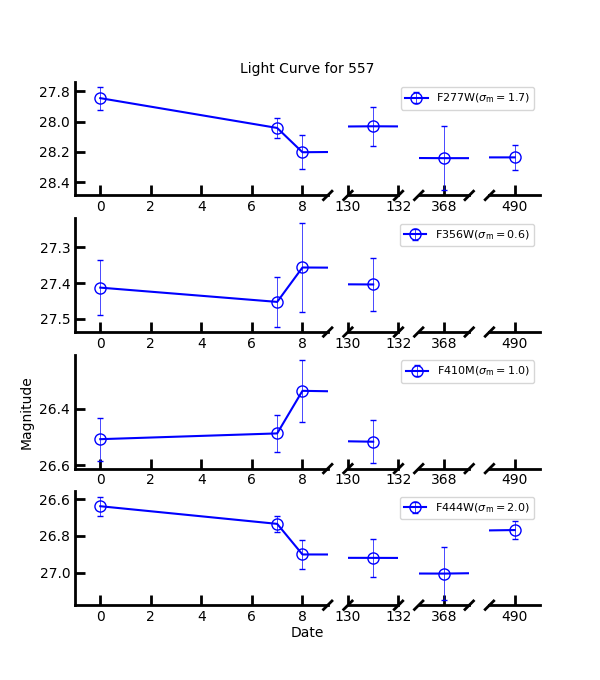 Light Curve for 557
27.8
28.0
28.2
28.4
F277W(σm = 1.7)
0 2 4 6 8 130 132 368 490
27.3
27.4
27.5
F356W(σm = 0.6)
0 2 4 6 8 130 132 368 490
26.4
26.6
F410M(σm = 1.0)
0 2 4 6 8 130 132 368 490
26.6
26.8
27.0
F444W(σm = 2.0)
0 2 4 6 8 130 132 368 490
Magnitude
Date